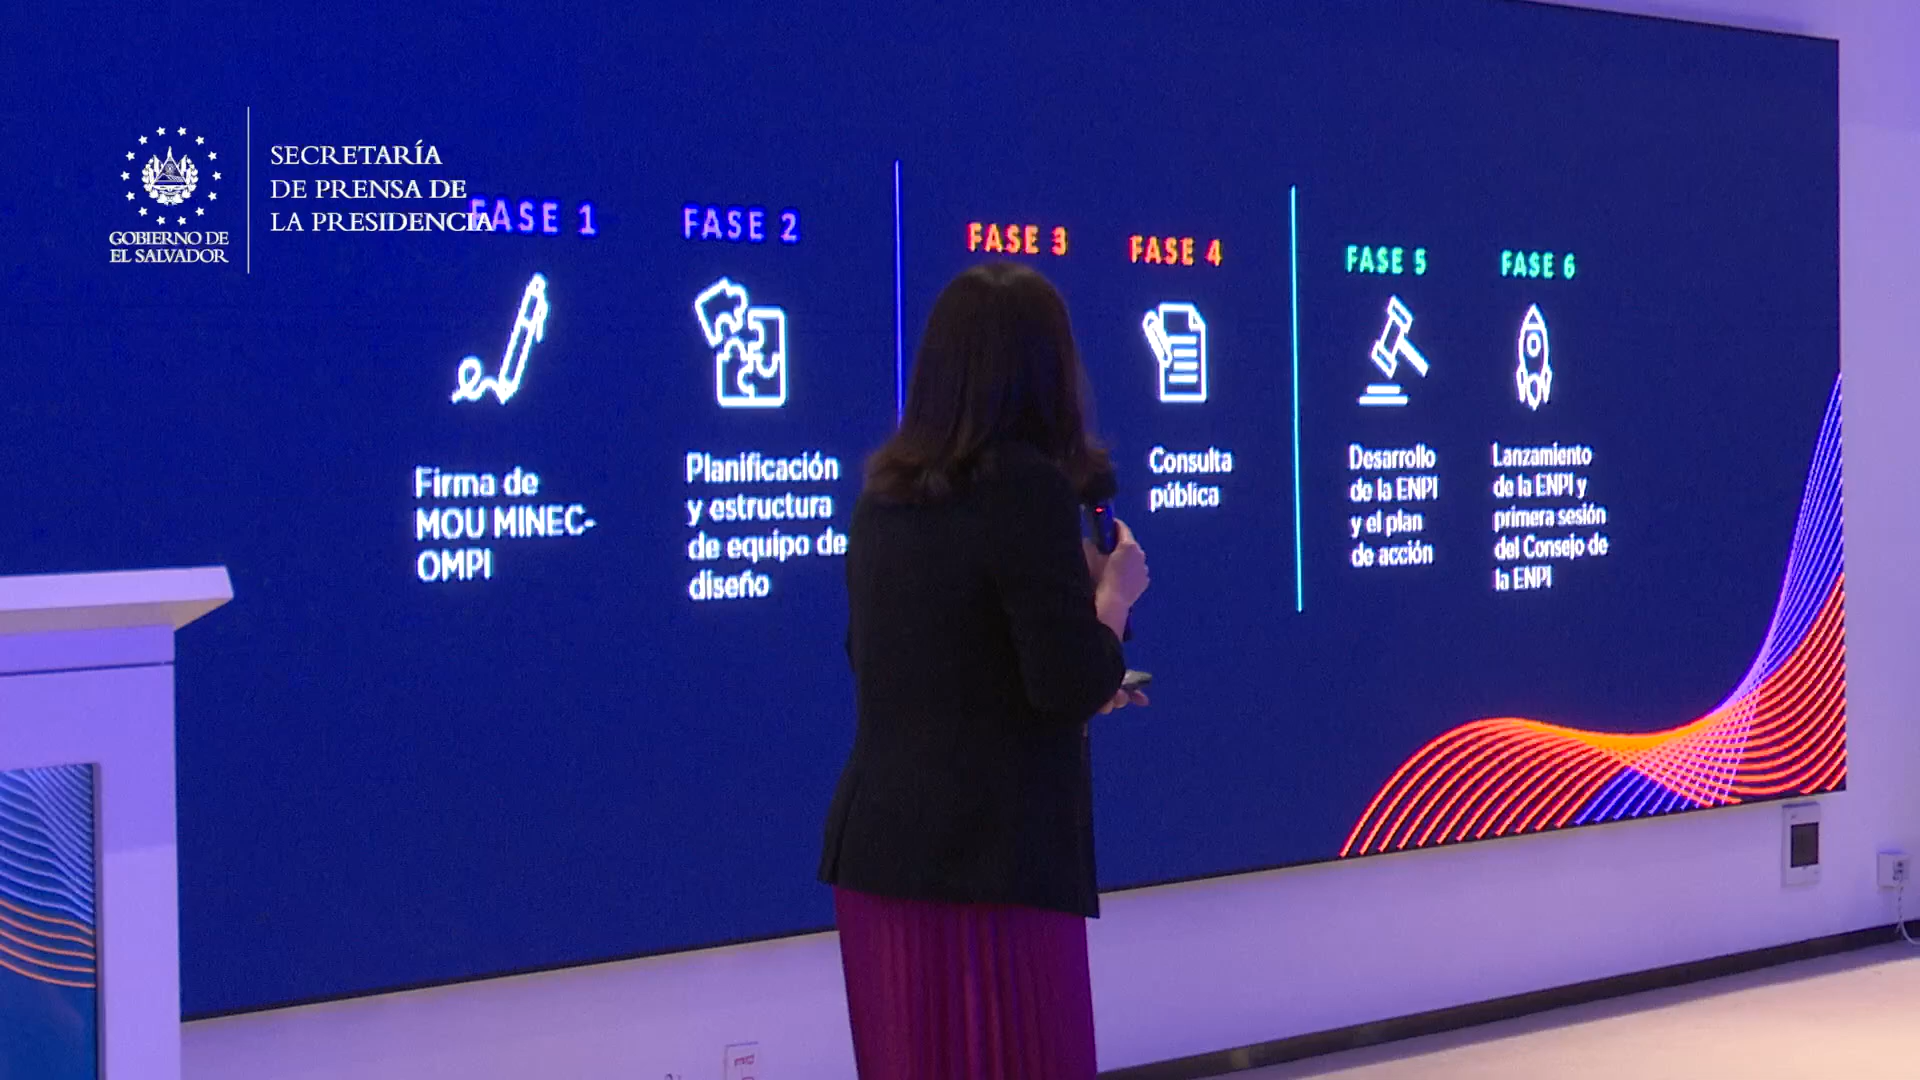 SECRETARÍA
DE PRENSA DE
LA PRESIDENCIA
GOBIERNO DE
EL SALVADOR
FASE 1
Firma de
MOU MINEC-
OMPI
FASE 2
Planificación
y estructura
de equipo de
diseño
FASE 3
FASE 4
Consulta
pública
FASE 5
Desarrollo
de la ENPI
y el plan
de acción
FASE 6
Lanzamiento
de la ENPI y
primera sesión
del Consejo de
la ENPI